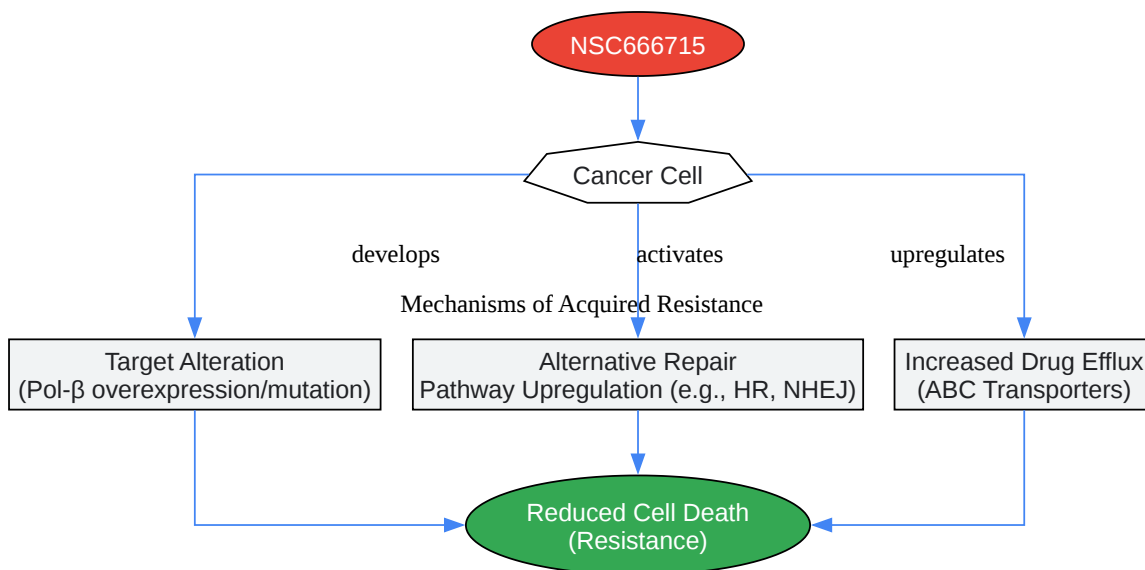 NSC666715
Cancer Cell
develops
activates
upregulates
Mechanisms of Acquired Resistance
Target Alteration
(Pol-β overexpression/mutation)
Alternative Repair
Pathway Upregulation (e.g., HR, NHEJ)
Increased Drug Efflux
(ABC Transporters)
Reduced Cell Death
(Resistance)